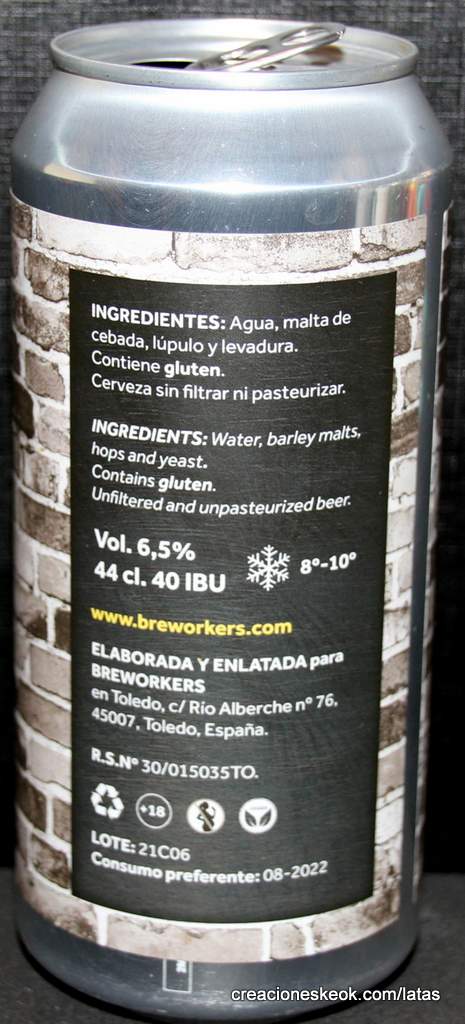 INGREDIENTES: Agua, malta de
cebada, lúpulo y levadura.
Contiene gluten.
Cerveza sin filtrar ni pasteurizar.
INGREDIENTS: Water, barley malts,
hops and yeast.
Contains gluten.
Unfiltered and unpasteurized beer.
Vol. 6,5%
44 cl. 40 IBU
8°-10°
www.breworkers.com
ELABORADA Y ENLATADA para
BREWORKERS
en Toledo, c/ Río Alberche nº 76,
45007, Toledo, España.
R.S.Nº 30/015035TO.
+18
LOTE: 21C06
Consumo preferente: 08-2022
creacioneskeok.com/latas